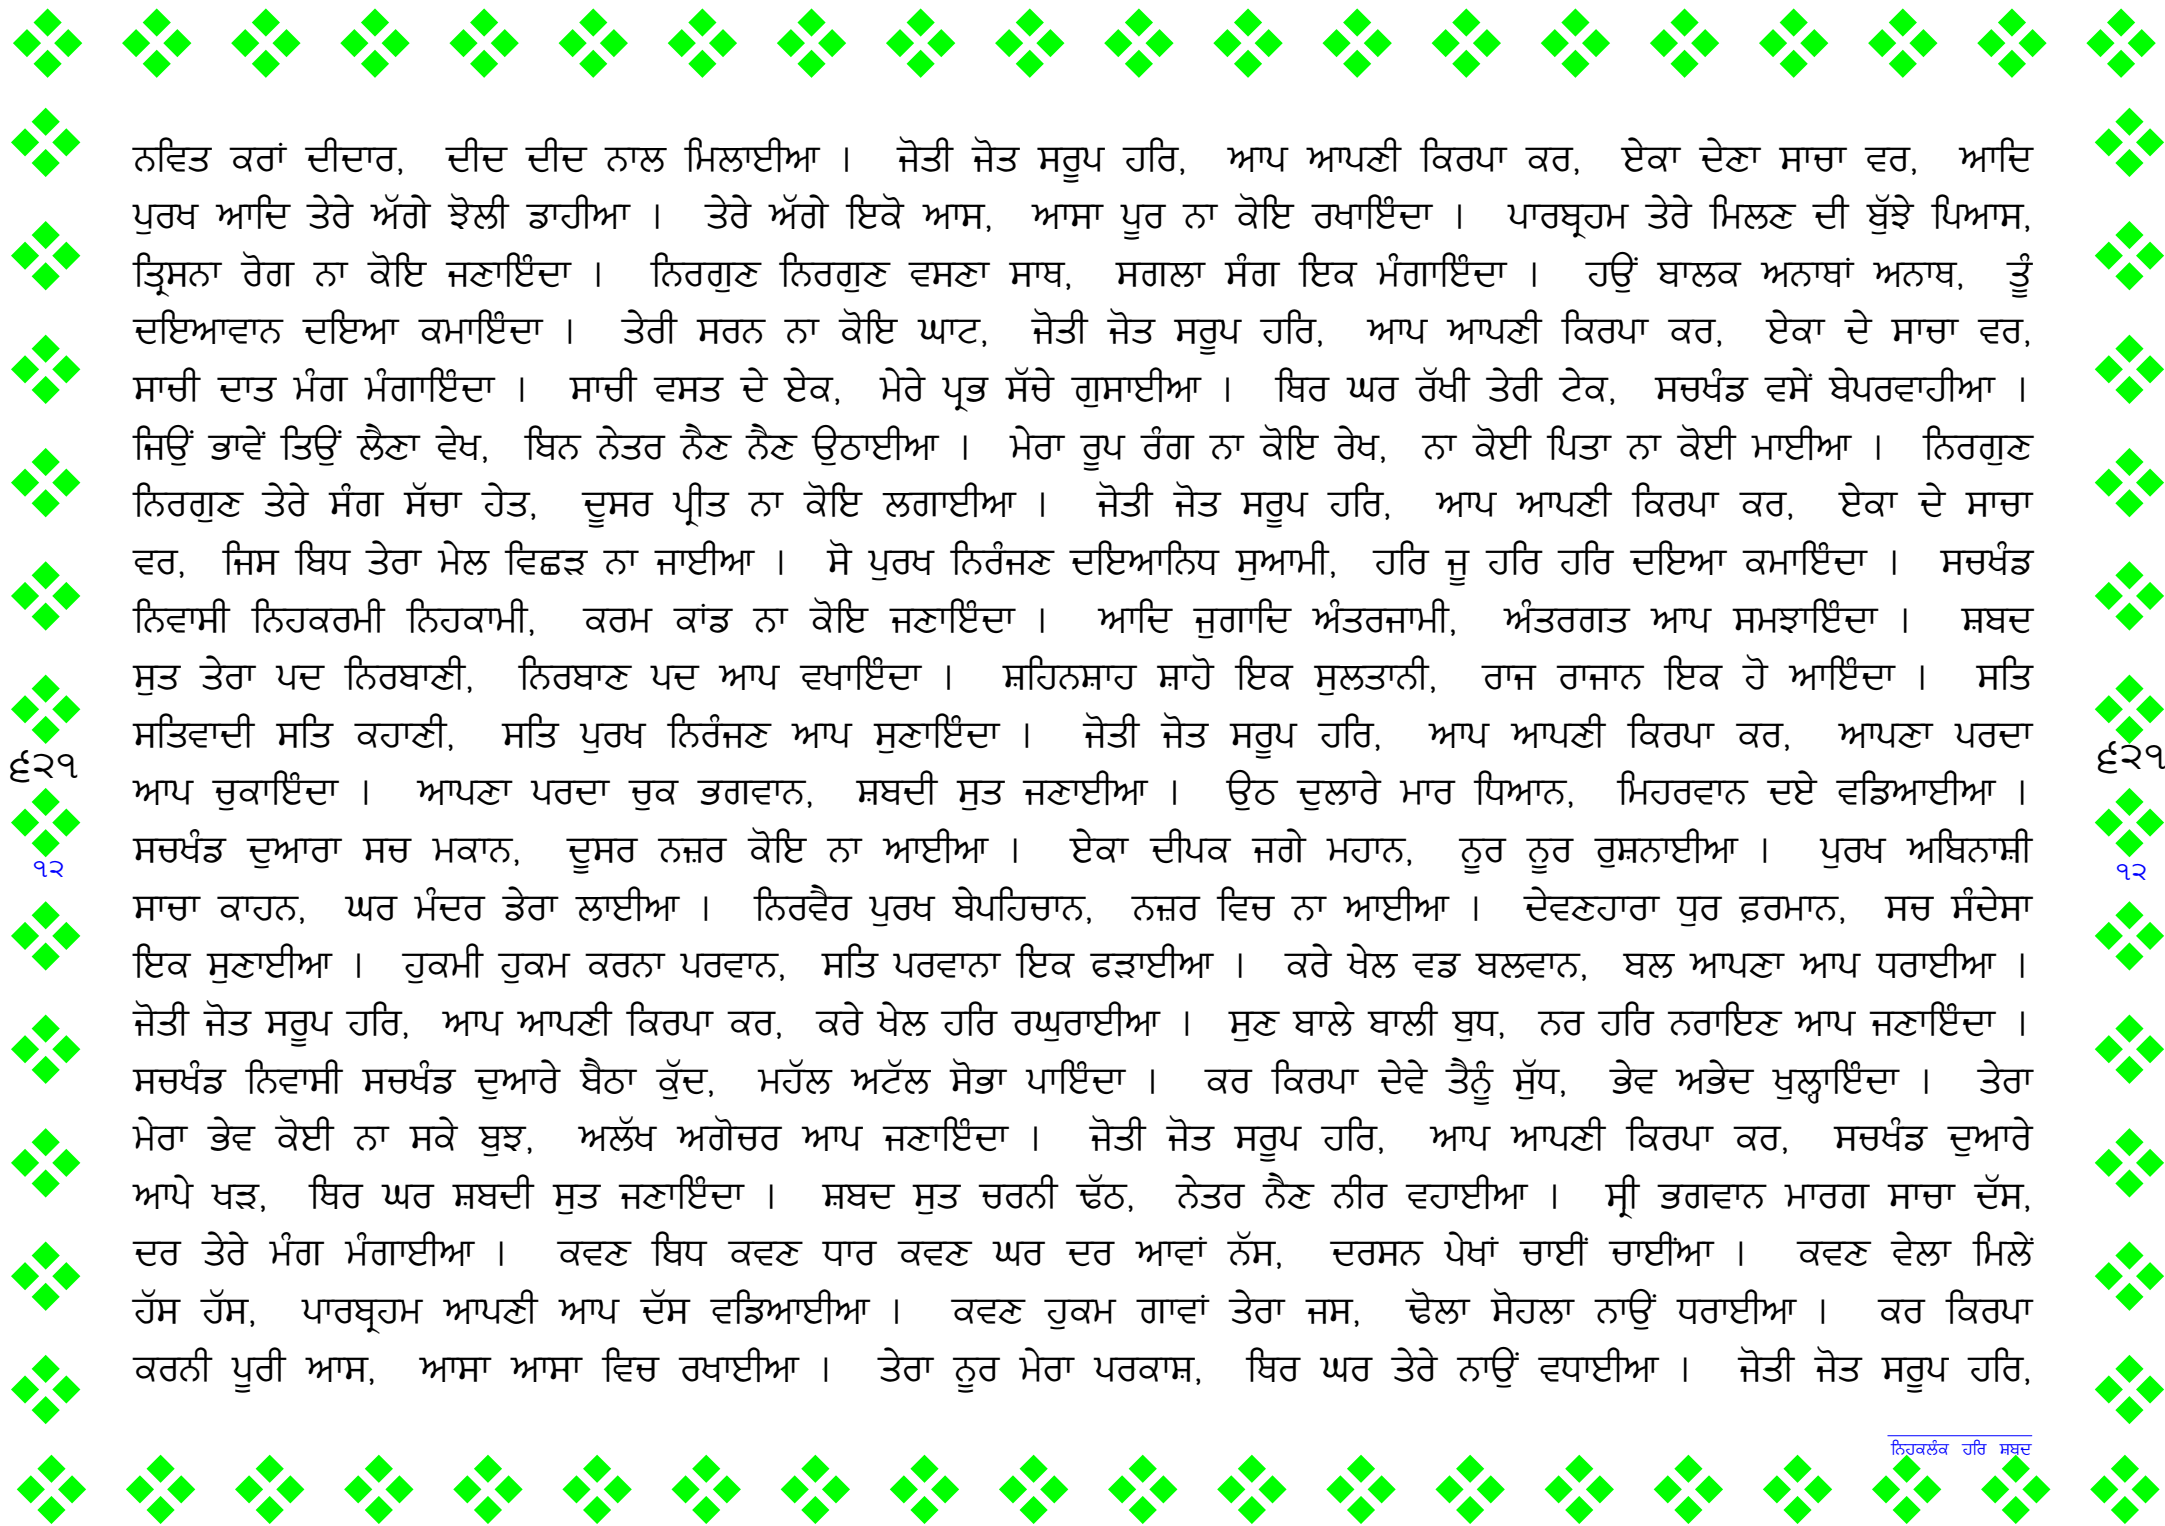 ਨਵਿਤ ਕਰਾਂ ਦੀਦਾਰ, ਦੀਦ ਦੀਦ ਨਾਲ ਮਿਲਾਈਆ । ਜੋਤੀ ਜੋਤ ਸਰੂਪ ਹਰਿ, ਆਪ ਆਪਣੀ ਕਿਰਪਾ ਕਰ, ਏਕਾ ਦੇਣਾ ਸਾਚਾ ਵਰ, ਆਦਿ
ਪੁਰਖ ਆਦਿ ਤੇਰੇ ਅੱਗੇ ਝੋਲੀ ਡਾਹੀਆ । ਤੇਰੇ ਅੱਗੇ ਇਕੋ ਆਸ, ਆਸਾ ਪੂਰ ਨਾ ਕੋਇ ਰਖਾਇੰਦਾ । ਪਾਰਬ੍ਰਹਮ ਤੇਰੇ ਮਿਲਣ ਦੀ ਬੁੱਝੇ ਪਿਆਸ,
ਤ੍ਰਿਸਨਾ ਰੋਗ ਨਾ ਕੋਇ ਜਣਾਇੰਦਾ । ਨਿਰਗੁਣ ਨਿਰਗੁਣ ਵਸਣਾ ਸਾਥ, ਸਗਲਾ ਸੰਗ ਇਕ ਮੰਗਾਇੰਦਾ । ਹਉਂ ਬਾਲਕ ਅਨਾਥਾਂ ਅਨਾਥ, ਤੂੰ
ਦਇਆਵਾਨ ਦਇਆ ਕਮਾਇੰਦਾ । ਤੇਰੀ ਸਰਨ ਨਾ ਕੋਇ ਘਾਟ, ਜੋਤੀ ਜੋਤ ਸਰੂਪ ਹਰਿ, ਆਪ ਆਪਣੀ ਕਿਰਪਾ ਕਰ, ਏਕਾ ਦੇ ਸਾਚਾ ਵਰ,
ਸਾਚੀ ਦਾਤ ਮੰਗ ਮੰਗਾਇੰਦਾ । ਸਾਚੀ ਵਸਤ ਦੇ ਏਕ, ਮੇਰੇ ਪ੍ਰਭ ਸੱਚੇ ਗੁਸਾਈਆ । ਥਿਰ ਘਰ ਰੱਖੀ ਤੇਰੀ ਟੇਕ, ਸਚਖੰਡ ਵਸੇਂ ਬੇਪਰਵਾਹੀਆ ।
ਜਿਉਂ ਭਾਵੇਂ ਤਿਉਂ ਲੈਣਾ ਵੇਖ, ਬਿਨ ਨੇਤਰ ਨੈਣ ਨੈਣ ਉਠਾਈਆ । ਮੇਰਾ ਰੂਪ ਰੰਗ ਨਾ ਕੋਇ ਰੇਖ, ਨਾ ਕੋਈ ਪਿਤਾ ਨਾ ਕੋਈ ਮਾਈਆ । ਨਿਰਗੁਣ
ਨਿਰਗੁਣ ਤੇਰੇ ਸੰਗ ਸੱਚਾ ਹੇਤ, ਦੂਸਰ ਪ੍ਰੀਤ ਨਾ ਕੋਇ ਲਗਾਈਆ । ਜੋਤੀ ਜੋਤ ਸਰੂਪ ਹਰਿ, ਆਪ ਆਪਣੀ ਕਿਰਪਾ ਕਰ, ਏਕਾ ਦੇ ਸਾਚਾ
ਵਰ, ਜਿਸ ਬਿਧ ਤੇਰਾ ਮੇਲ ਵਿਛੜ ਨਾ ਜਾਈਆ । ਸੋ ਪੁਰਖ ਨਿਰੰਜਣ ਦਇਆਨਿਧ ਸੁਆਮੀ, ਹਰਿ ਜੂ ਹਰਿ ਹਰਿ ਦਇਆ ਕਮਾਇੰਦਾ । ਸਚਖੰਡ
ਨਿਵਾਸੀ ਨਿਹਕਰਮੀ ਨਿਹਕਾਮੀ, ਕਰਮ ਕਾਂਡ ਨਾ ਕੋਇ ਜਣਾਇੰਦਾ । ਆਦਿ ਜੁਗਾਦਿ ਅੰਤਰਜਾਮੀ, ਅੰਤਰਗਤ ਆਪ ਸਮਝਾਇੰਦਾ । ਸ਼ਬਦ
ਸੁਤ ਤੇਰਾ ਪਦ ਨਿਰਬਾਣੀ, ਨਿਰਬਾਣ ਪਦ ਆਪ ਵਖਾਇੰਦਾ । ਸ਼ਹਿਨਸ਼ਾਹ ਸ਼ਾਹੋ ਇਕ ਸੁਲਤਾਨੀ, ਰਾਜ ਰਾਜਾਨ ਇਕ ਹੋ ਆਇੰਦਾ । ਸਤਿ
ਸਤਿਵਾਦੀ ਸਤਿ ਕਹਾਣੀ, ਸਤਿ ਪੁਰਖ ਨਿਰੰਜਣ ਆਪ ਸੁਣਾਇੰਦਾ । ਜੋਤੀ ਜੋਤ ਸਰੂਪ ਹਰਿ, ਆਪ ਆਪਣੀ ਕਿਰਪਾ ਕਰ, ਆਪਣਾ ਪਰਦਾ
ਆਪ ਚੁਕਾਇੰਦਾ । ਆਪਣਾ ਪਰਦਾ ਚੁਕ ਭਗਵਾਨ, ਸ਼ਬਦੀ ਸੁਤ ਜਣਾਈਆ । ਉਠ ਦੁਲਾਰੇ ਮਾਰ ਧਿਆਨ, ਮਿਹਰਵਾਨ ਦਏ ਵਡਿਆਈਆ ।
ਸਚਖੰਡ ਦੁਆਰਾ ਸਚ ਮਕਾਨ, ਦੂਸਰ ਨਜ਼ਰ ਕੋਇ ਨਾ ਆਈਆ । ਏਕਾ ਦੀਪਕ ਜਗੇ ਮਹਾਨ, ਨੂਰ ਨੂਰ ਰੁਸ਼ਨਾਈਆ । ਪੁਰਖ ਅਬਿਨਾਸ਼ੀ
ਸਾਚਾ ਕਾਹਨ, ਘਰ ਮੰਦਰ ਡੇਰਾ ਲਾਈਆ । ਨਿਰਵੈਰ ਪੁਰਖ ਬੇਪਹਿਚਾਨ, ਨਜ਼ਰ ਵਿਚ ਨਾ ਆਈਆ । ਦੇਵਣਹਾਰਾ ਧੁਰ ਫ਼ਰਮਾਨ, ਸਚ ਸੰਦੇਸਾ
ਇਕ ਸੁਣਾਈਆ । ਹੁਕਮੀ ਹੁਕਮ ਕਰਨਾ ਪਰਵਾਨ, ਸਤਿ ਪਰਵਾਨਾ ਇਕ ਫੜਾਈਆ । ਕਰੇ ਖੇਲ ਵਡ ਬਲਵਾਨ, ਬਲ ਆਪਣਾ ਆਪ ਧਰਾਈਆ ।
ਜੋਤੀ ਜੋਤ ਸਰੂਪ ਹਰਿ, ਆਪ ਆਪਣੀ ਕਿਰਪਾ ਕਰ, ਕਰੇ ਖੇਲ ਹਰਿ ਰਘੁਰਾਈਆ । ਸੁਣ ਬਾਲੇ ਬਾਲੀ ਬੁਧ, ਨਰ ਹਰਿ ਨਰਾਇਣ ਆਪ ਜਣਾਇੰਦਾ ।
ਸਚਖੰਡ ਨਿਵਾਸੀ ਸਚਖੰਡ ਦੁਆਰੇ ਬੈਠਾ ਕੁੱਦ, ਮਹੱਲ ਅਟੱਲ ਸੋਭਾ ਪਾਇੰਦਾ । ਕਰ ਕਿਰਪਾ ਦੇਵੇ ਤੈਨੂੰ ਸੁੱਧ, ਭੇਵ ਅਭੇਦ ਖੁਲ੍ਹਾਇੰਦਾ । ਤੇਰਾ
ਮੇਰਾ ਭੇਵ ਕੋਈ ਨਾ ਸਕੇ ਬੁਝ, ਅਲੱਖ ਅਗੋਚਰ ਆਪ ਜਣਾਇੰਦਾ । ਜੋਤੀ ਜੋਤ ਸਰੂਪ ਹਰਿ, ਆਪ ਆਪਣੀ ਕਿਰਪਾ ਕਰ, ਸਚਖੰਡ ਦੁਆਰੇ
ਆਪੇ ਖੜ, ਥਿਰ ਘਰ ਸ਼ਬਦੀ ਸੁਤ ਜਣਾਇੰਦਾ । ਸ਼ਬਦ ਸੁਤ ਚਰਨੀ ਢੱਠ, ਨੇਤਰ ਨੈਣ ਨੀਰ ਵਹਾਈਆ । ਸ੍ਰੀ ਭਗਵਾਨ ਮਾਰਗ ਸਾਚਾ ਦੱਸ,
ਦਰ ਤੇਰੇ ਮੰਗ ਮੰਗਾਈਆ । ਕਵਣ ਬਿਧ ਕਵਣ ਧਾਰ ਕਵਣ ਘਰ ਦਰ ਆਵਾਂ ਨੱਸ, ਦਰਸਨ ਪੇਖਾਂ ਚਾਈਂ ਚਾਈਂਆ । ਕਵਣ ਵੇਲਾ ਮਿਲੇਂ
ਹੱਸ ਹੱਸ, ਪਾਰਬ੍ਰਹਮ ਆਪਣੀ ਆਪ ਦੱਸ ਵਡਿਆਈਆ । ਕਵਣ ਹੁਕਮ ਗਾਵਾਂ ਤੇਰਾ ਜਸ, ਢੋਲਾ ਸੋਹਲਾ ਨਾਉਂ ਧਰਾਈਆ । ਕਰ ਕਿਰਪਾ
ਕਰਨੀ ਪੂਰੀ ਆਸ, ਆਸਾ ਆਸਾ ਵਿਚ ਰਖਾਈਆ । ਤੇਰਾ ਨੂਰ ਮੇਰਾ ਪਰਕਾਸ਼, ਥਿਰ ਘਰ ਤੇਰੇ ਨਾਉਂ ਵਧਾਈਆ । ਜੋਤੀ ਜੋਤ ਸਰੂਪ ਹਰਿ,
੬੨੧
੬੨੧
੧੨
੧੨
ਨਿਹਕਲੰਕ ਹਰਿ ਸ਼ਬਦ